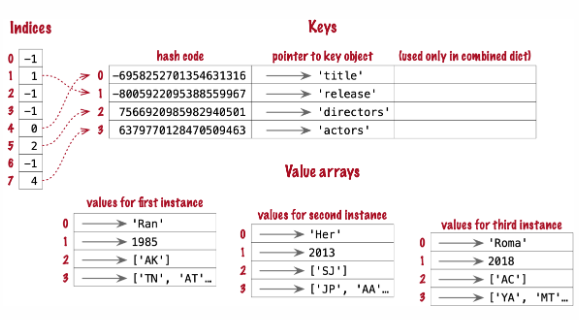 Indices
Keys
hash code pointer to key object (used only in combined dict)
0 -1
1 1
2 -1
3 -1
4 0
5 2
6 -1
7 4
0 -6958252701354631316 'title'
1 -8005922095388559967 'release'
2 7566920985982940501 'directors'
3 6379770128470509463 'actors'
Value arrays
values for first instance
0 'Ran'
1 1985
2 ['AK']
3 ['TN', 'AT'…
values for second instance
0 'Her'
1 2013
2 ['SJ']
3 ['JP', 'AA'…
values for third instance
0 'Roma'
1 2018
2 ['AC']
3 ['YA', 'MT'…